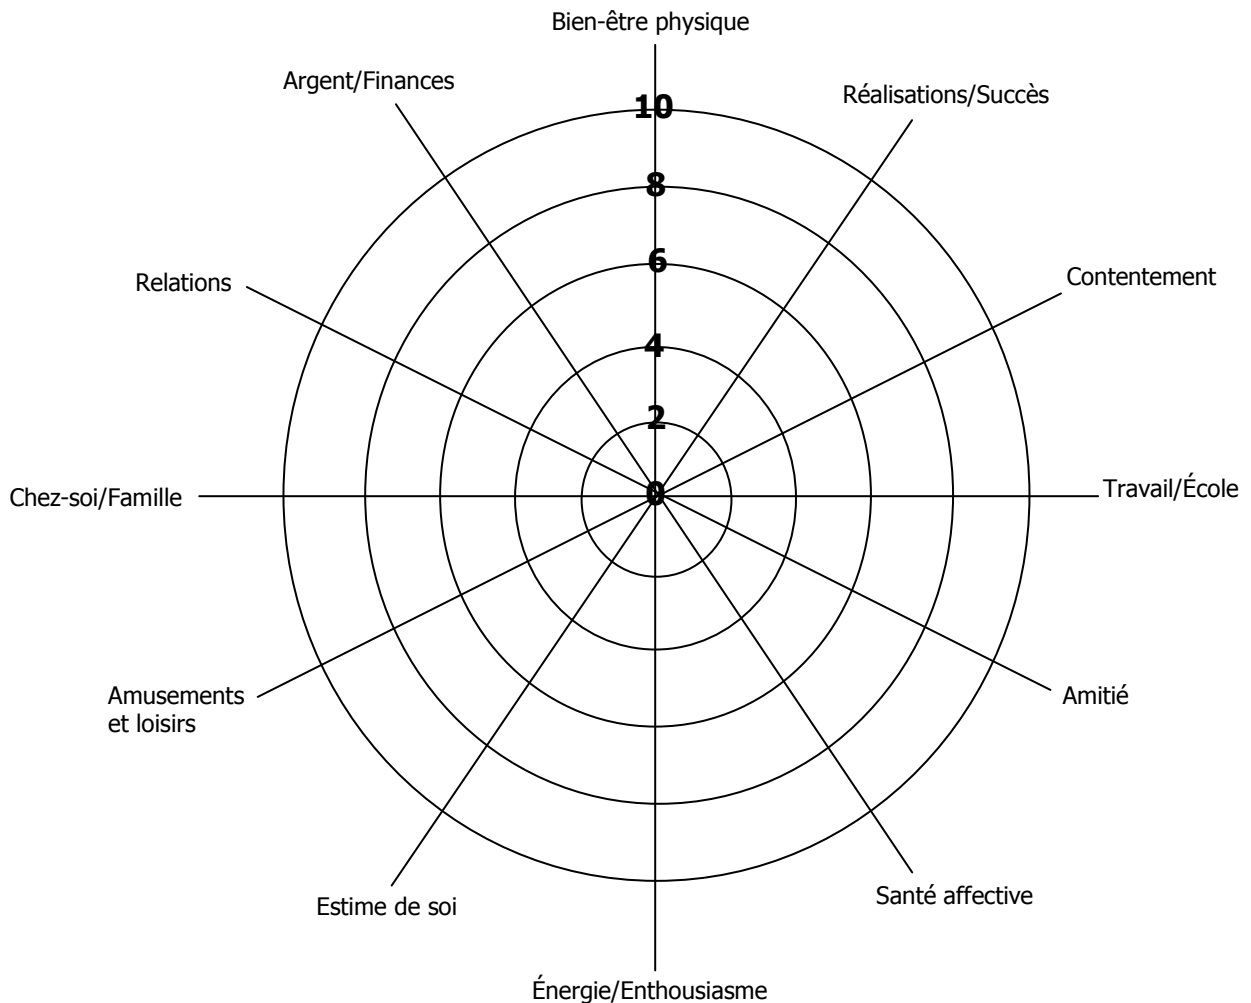 Bien-être physique
Argent/Finances
Réalisations/Succès
10
8
6
Relations
Contentement
4
2
Chez-soi/Famille
0
Travail/École
Amusements
et loisirs
Amitié
Estime de soi
Santé affective
Énergie/Enthousiasme